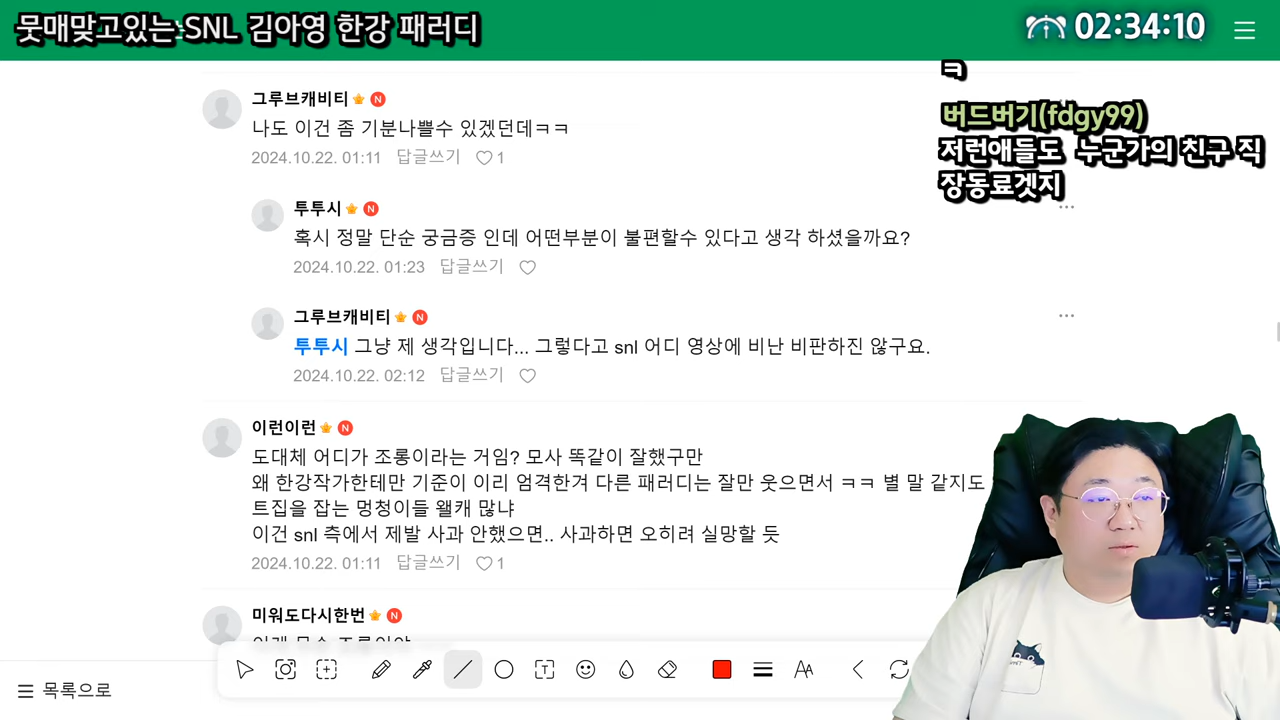 뭇매맞고있는 SNL 김아영 한강 패러디
02:34:10
ㅋ
버드버기(fdgy99)
저런애들도 누군가의 친구 직
장동료겟지
그루브캐비티 N
나도 이건 좀 기분나쁠수 있겠던데ㅋㅋ
2024.10.22. 01:11 답글쓰기 1
투투시 N
혹시 정말 단순 궁금증 인데 어떤부분이 불편할수 있다고 생각 하셨을까요?
2024.10.22. 01:23 답글쓰기
그루브캐비티 N
투투시 그냥 제 생각입니다... 그렇다고 snl 어디 영상에 비난 비판하진 않구요.
2024.10.22. 02:12 답글쓰기
이런이런 N
도대체 어디가 조롱이라는 거임? 모사 똑같이 잘했구만
왜 한강작가한테만 기준이 이리 엄격한겨 다른 패러디는 잘만 웃으면서 ㅋㅋ 별 말 같지도
트집을 잡는 멍청이들 왤캐 많냐
이건 snl 측에서 제발 사과 안했으면.. 사과하면 오히려 실망할 듯
2024.10.22. 01:11 답글쓰기 1
미워도다시한번 N
목록으로